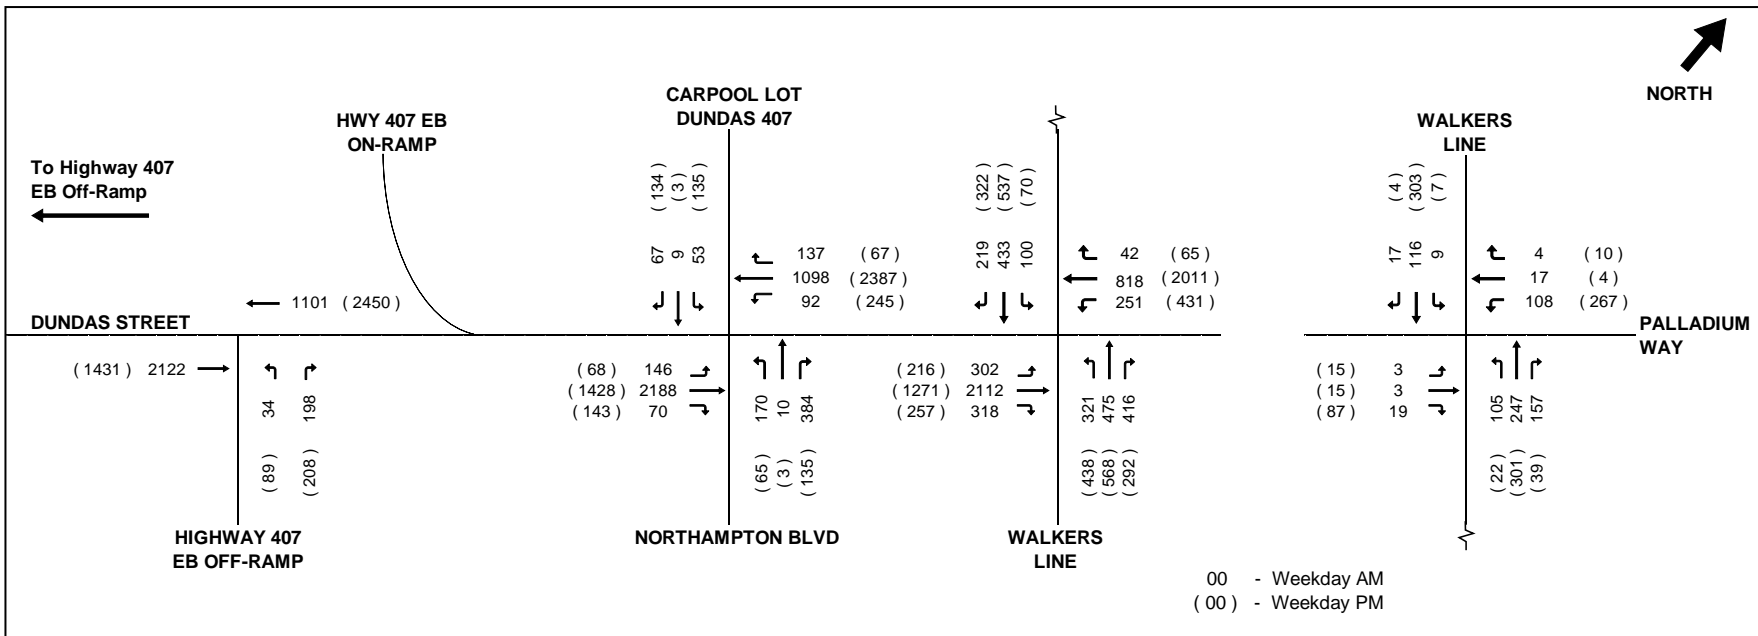 NORTH
CARPOOL LOT
DUNDAS 407
HWY 407 EB
ON-RAMP
WALKERS
LINE
To Highway 407
EB Off-Ramp
( 134 )
( 3 )
( 135 )
( 322 )
( 537 )
( 70 )
( 4 )
( 303 )
( 7 )
67
9
53
137 ( 67 )
1098 ( 2387 )
92 ( 245 )
219
433
100
42 ( 65 )
818 ( 2011 )
251 ( 431 )
17
116
9
4 ( 10 )
17 ( 4 )
108 ( 267 )
1101 ( 2450 )
DUNDAS STREET
PALLADIUM
WAY
( 1431 ) 2122
34
198
( 89 )
( 208 )
( 68 ) 146
( 1428 ) 2188
( 143 ) 70
170
10
384
( 65 )
( 3 )
( 135 )
( 216 ) 302
( 1271 ) 2112
( 257 ) 318
321
475
416
( 438 )
( 568 )
( 292 )
( 15 ) 3
( 15 ) 3
( 87 ) 19
105
247
157
( 22 )
( 301 )
( 39 )
HIGHWAY 407
EB OFF-RAMP
NORTHAMPTON BLVD
WALKERS
LINE
00 - Weekday AM
( 00 ) - Weekday PM